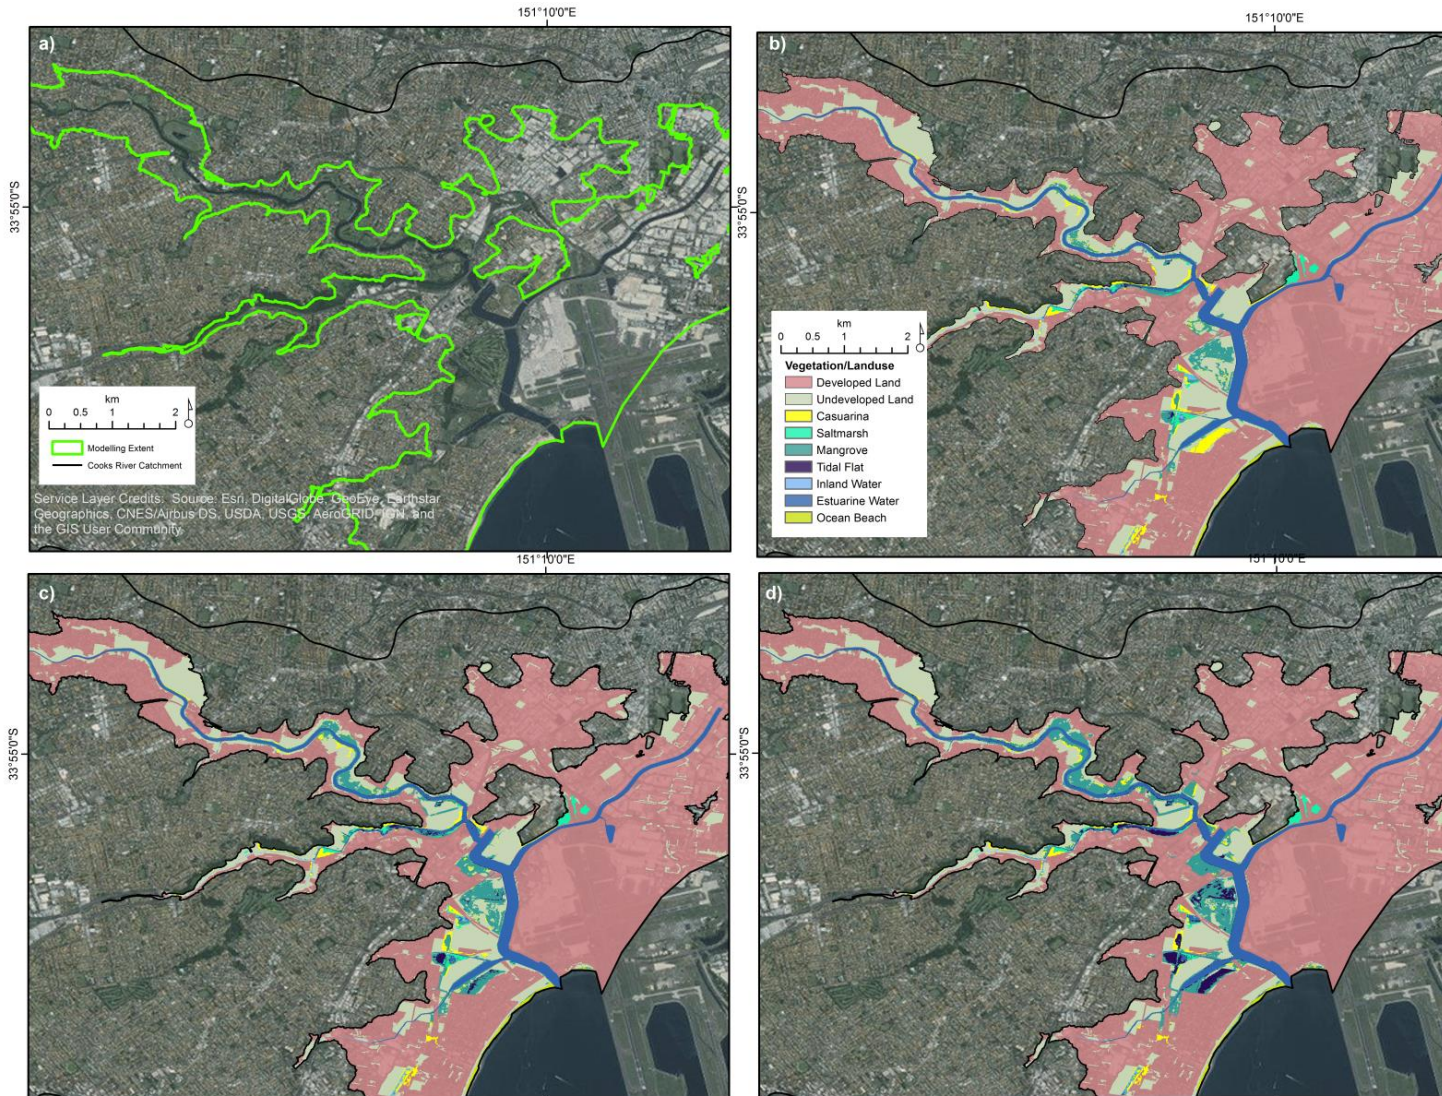 151°10'0"E
a)
33°55'0"S
km
0 0.5 1 2
Modelling Extent
Cooks River Catchment
Service Layer Credits: Source: Esri, DigitalGlobe, GeoEye, Earthstar
Geographics, CNES/Airbus DS, USDA, USGS, AeroGRID, IGN, and
the GIS User Community
151°10'0"E
b)
33°55'0"S
km
0 0.5 1 2
Vegetation/Landuse
Developed Land
Undeveloped Land
Casuarina
Saltmarsh
Mangrove
Tidal Flat
Inland Water
Estuarine Water
Ocean Beach
151°10'0"E
c)
33°55'0"S
151°10'0"E
d)
33°55'0"S